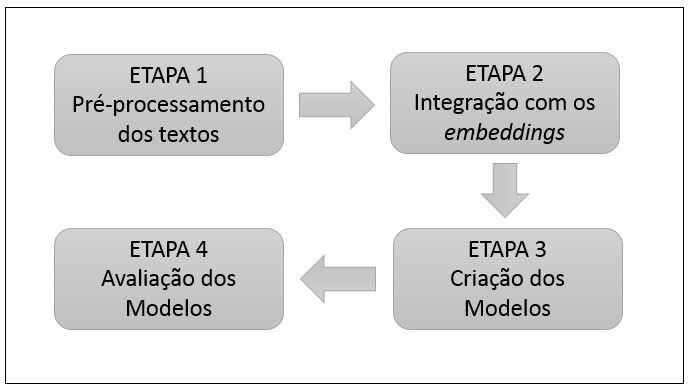 ETAPA 1
Pré-processamento
dos textos
ETAPA 2
Integração com os
embeddings
ETAPA 3
Criação dos
Modelos
ETAPA 4
Avaliação dos
Modelos